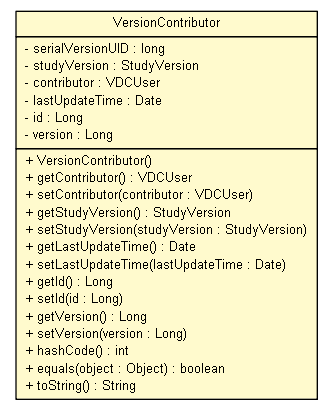 VersionContributor
- serialVersionUID : long
- studyVersion : StudyVersion
- contributor : VDCUser
- lastUpdateTime : Date
- id : Long
- version : Long
+ VersionContributor()
+ getContributor() : VDCUser
+ setContributor(contributor : VDCUser)
+ getStudyVersion() : StudyVersion
+ setStudyVersion(studyVersion : StudyVersion)
+ getLastUpdateTime() : Date
+ setLastUpdateTime(lastUpdateTime : Date)
+ getId() : Long
+ setId(id : Long)
+ getVersion() : Long
+ setVersion(version : Long)
+ hashCode() : int
+ equals(object : Object) : boolean
+ toString() : String